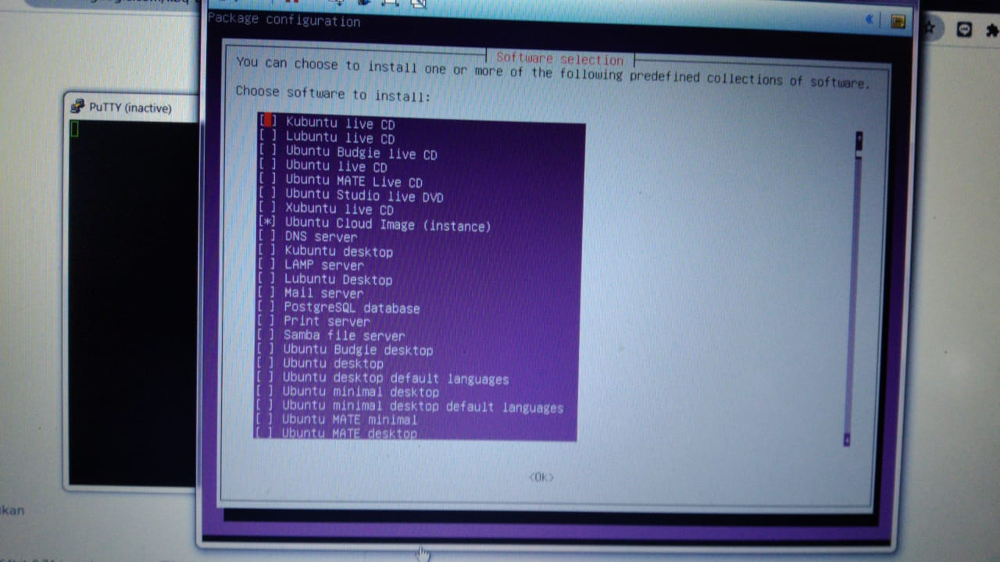 Package configuration
Software selection
You can choose to install one or more of the following predefined collections of software.
Choose software to install:
[ ] Kubuntu live CD
[ ] Lubuntu live CD
[ ] Ubuntu Budgie live CD
[ ] Ubuntu live CD
[ ] Ubuntu MATE Live CD
[ ] Ubuntu Studio live DVD
[ ] Xubuntu live CD
[*] Ubuntu Cloud Image (instance)
[ ] DNS server
[ ] Kubuntu desktop
[ ] LAMP server
[ ] Lubuntu Desktop
[ ] Mail server
[ ] PostgreSQL database
[ ] Print server
[ ] Samba file server
[ ] Ubuntu Budgie desktop
[ ] Ubuntu desktop
[ ] Ubuntu desktop default languages
[ ] Ubuntu minimal desktop
[ ] Ubuntu minimal desktop default languages
[ ] Ubuntu MATE minimal
[ ] Ubuntu MATE desktop
<Ok>
PuTTY (inactive)
kan